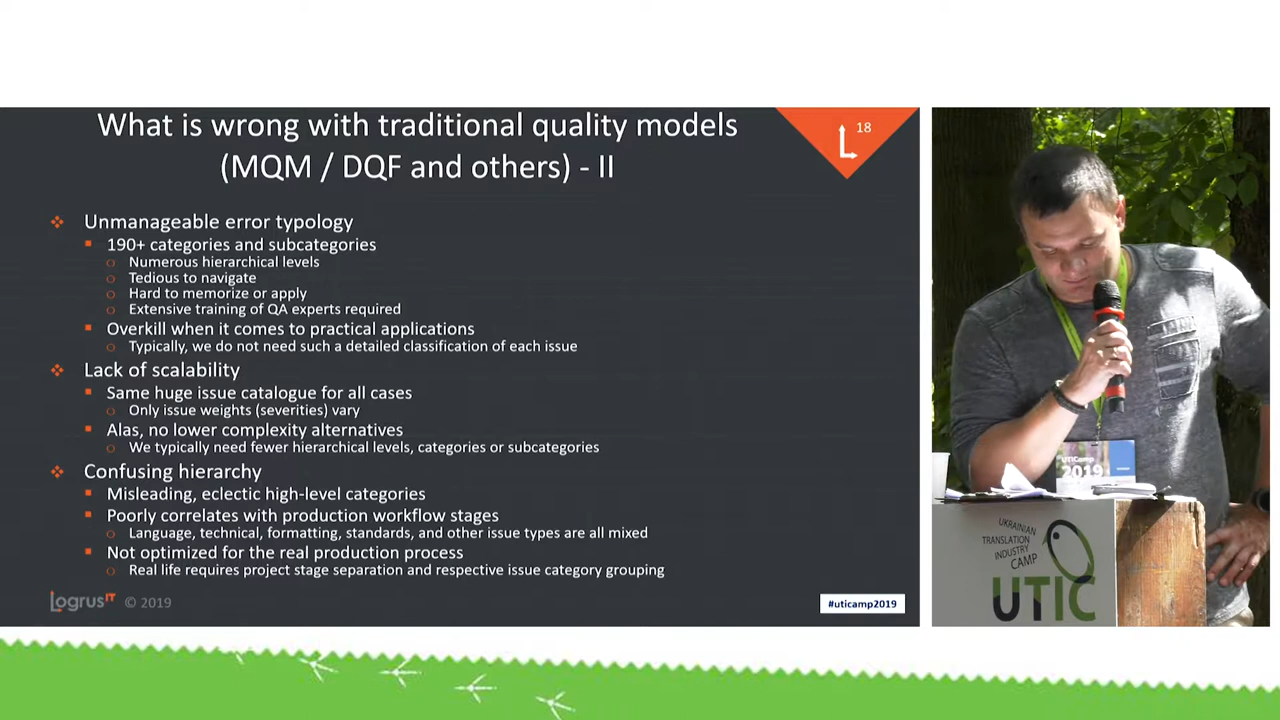 What is wrong with traditional quality models
(MQM / DQF and others) - II
18
Unmanageable error typology
190+ categories and subcategories
Numerous hierarchical levels
Tedious to navigate
Hard to memorize or apply
Extensive training of QA experts required
Overkill when it comes to practical applications
Typically, we do not need such a detailed classification of each issue
Lack of scalability
Same huge issue catalogue for all cases
Only issue weights (severities) vary
Alas, no lower complexity alternatives
We typically need fewer hierarchical levels, categories or subcategories
Confusing hierarchy
Misleading, eclectic high-level categories
Poorly correlates with production workflow stages
Language, technical, formatting, standards, and other issue types are all mixed
Not optimized for the real production process
Real life requires project stage separation and respective issue category grouping
LogrusIT © 2019
#uticamp2019
UTICamp
2019
UKRAINIAN
TRANSLATION
INDUSTRY
CAMP
UTIC